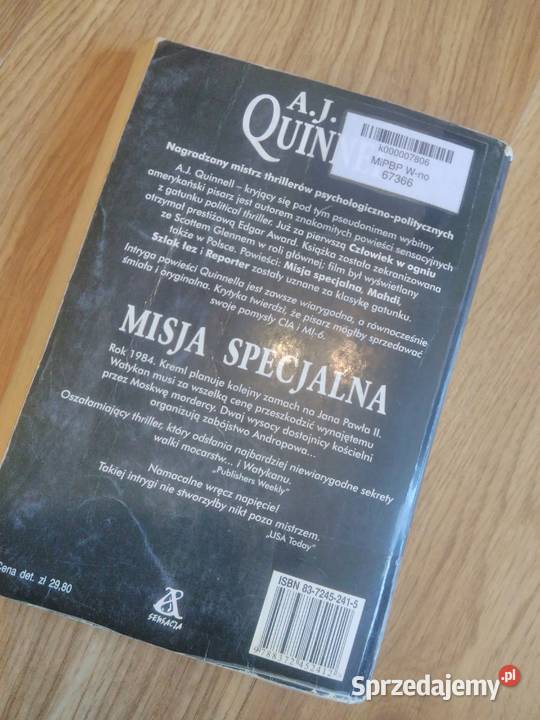 A.J.
QUINN
k000007806
MiPBP W-no
67366
Nagradzany mistrz thrillerów psychologiczno-politycznych
A.J. Quinnell – kryjący się pod tym pseudonimem wybitny
amerykański pisarz jest autorem znakomitych powieści sensacyjnych
z gatunku political thriller. Już za pierwszą Człowiek w ogniu
otrzymał prestiżową Edgar Award. Książka została zekranizowana
ze Scottem Glennem w roli głównej; film był wyświetlany
także w Polsce. Powieści: Misja specjalna, Mahdi,
Szlak łez i Reporter zostały uznane za klasykę gatunku.
Intryga powieści Quinnella jest zawsze wiarygodna, a równocześnie
śmiała i oryginalna. Krytyka twierdzi, że pisarz mógłby sprzedawać
swoje pomysły CIA i MI-6.
MISJA SPECJALNA
Rok 1984. Kreml planuje kolejny zamach na Jana Pawła II.
Watykan musi za wszelką cenę przeszkodzić wynajętemu
przez Moskwę mordercy. Dwaj wysocy dostojnicy kościelni
organizują zabójstwo Andropowa...
Oszałamiający thriller, który odsłania najbardziej niewiarygodne sekrety
walki mocarstw... i Watykanu.
„Publishers Weekly”
Namacalne wręcz napięcie!
Takiej intrygi nie stworzyłby nikt poza mistrzem.
„USA Today”
Cena det. zł 29,80
SENSACJA
ISBN 83-7245-241-5
9788372452412
Sprzedajemy.pl